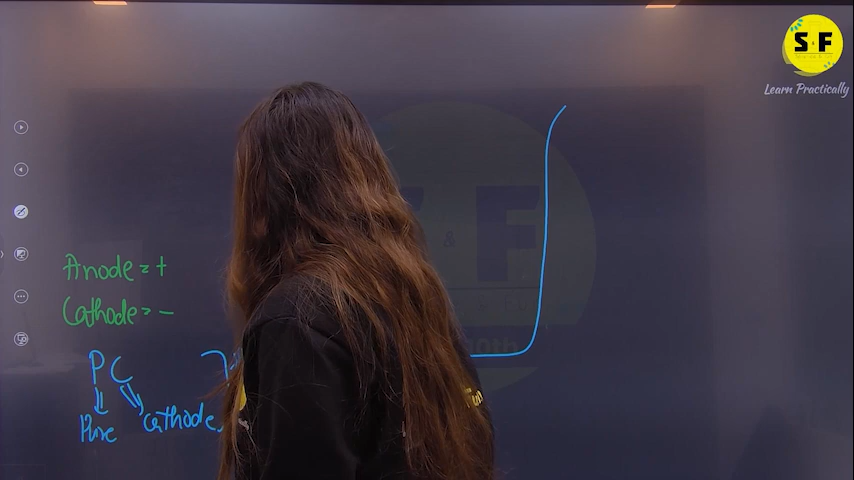 S & F
Learn Practically
Anode = +
Cathode = -
P C
Pure
Cathode